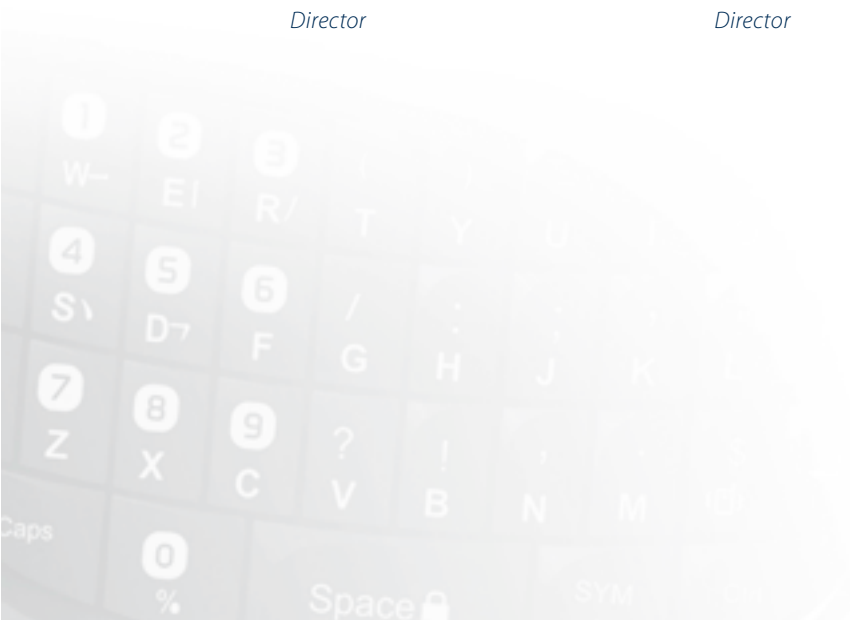 Director Director
1 2 3
W− E| R/ T Y U
4 5 6 / : ;
S D F G H J K L
7 8 9 ? ! ,
Z X C V B N M
Caps 0
% Space SYM